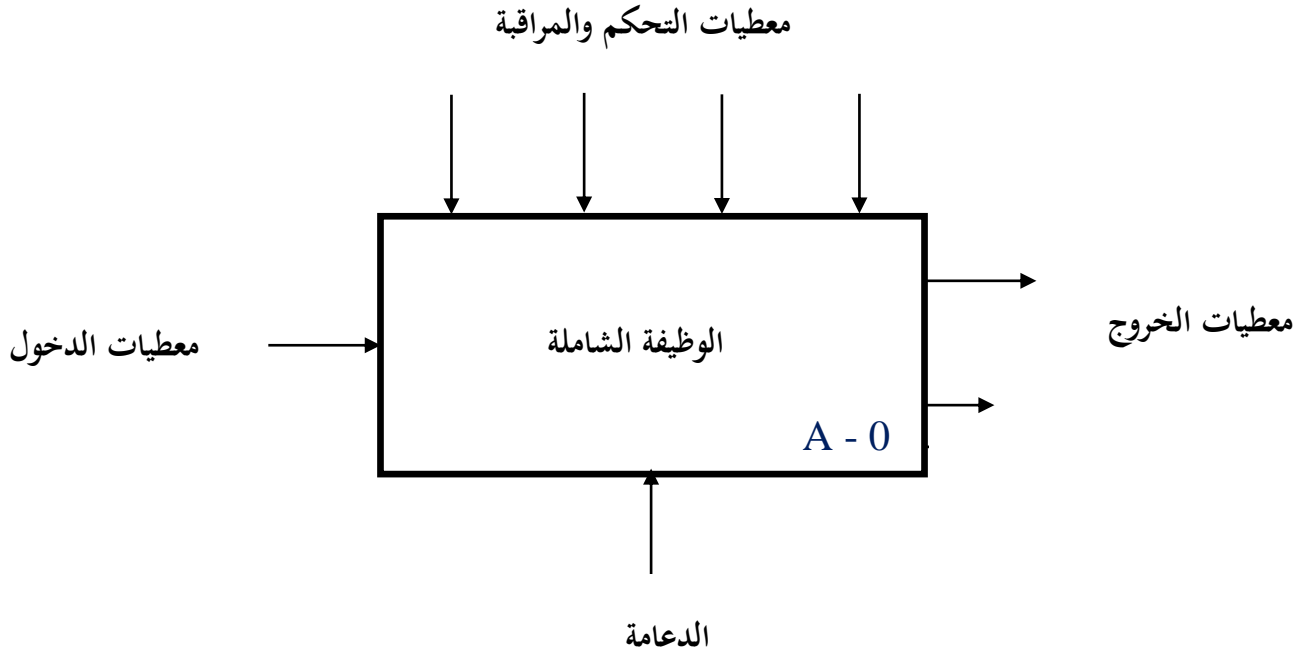 معطيات التحكم والمراقبة
معطيات الخروج
الوظيفة الشاملة
معطيات الدخول
A - 0
الدعامة